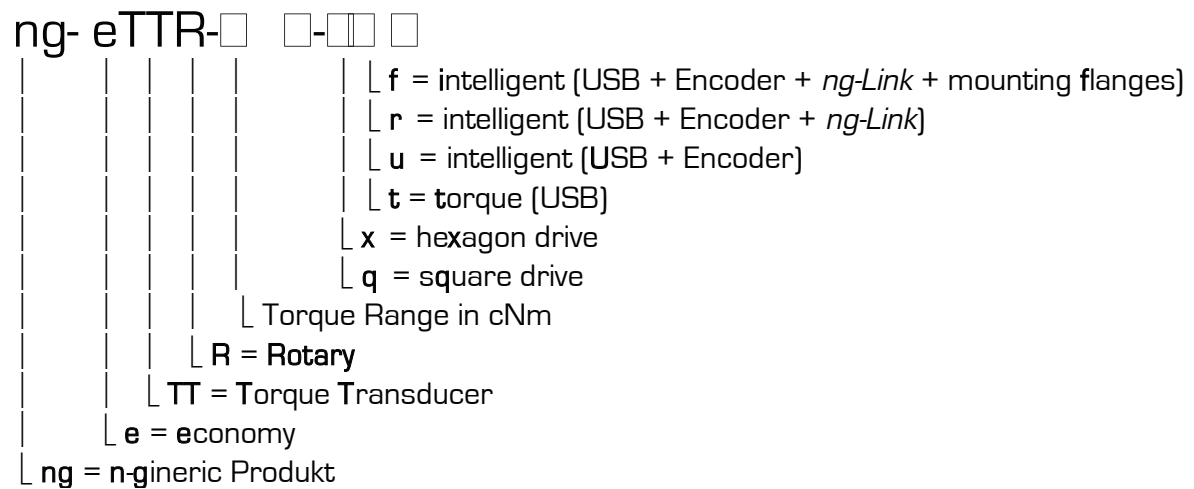 ng- eTTR-□ □-□□ □
f = intelligent (USB + Encoder + ng-Link + mounting flanges)
r = intelligent (USB + Encoder + ng-Link)
u = intelligent (USB + Encoder)
t = torque (USB)
x = hexagon drive
q = square drive
Torque Range in cNm
R = Rotary
TT = Torque Transducer
e = economy
ng = n-gineric Produkt